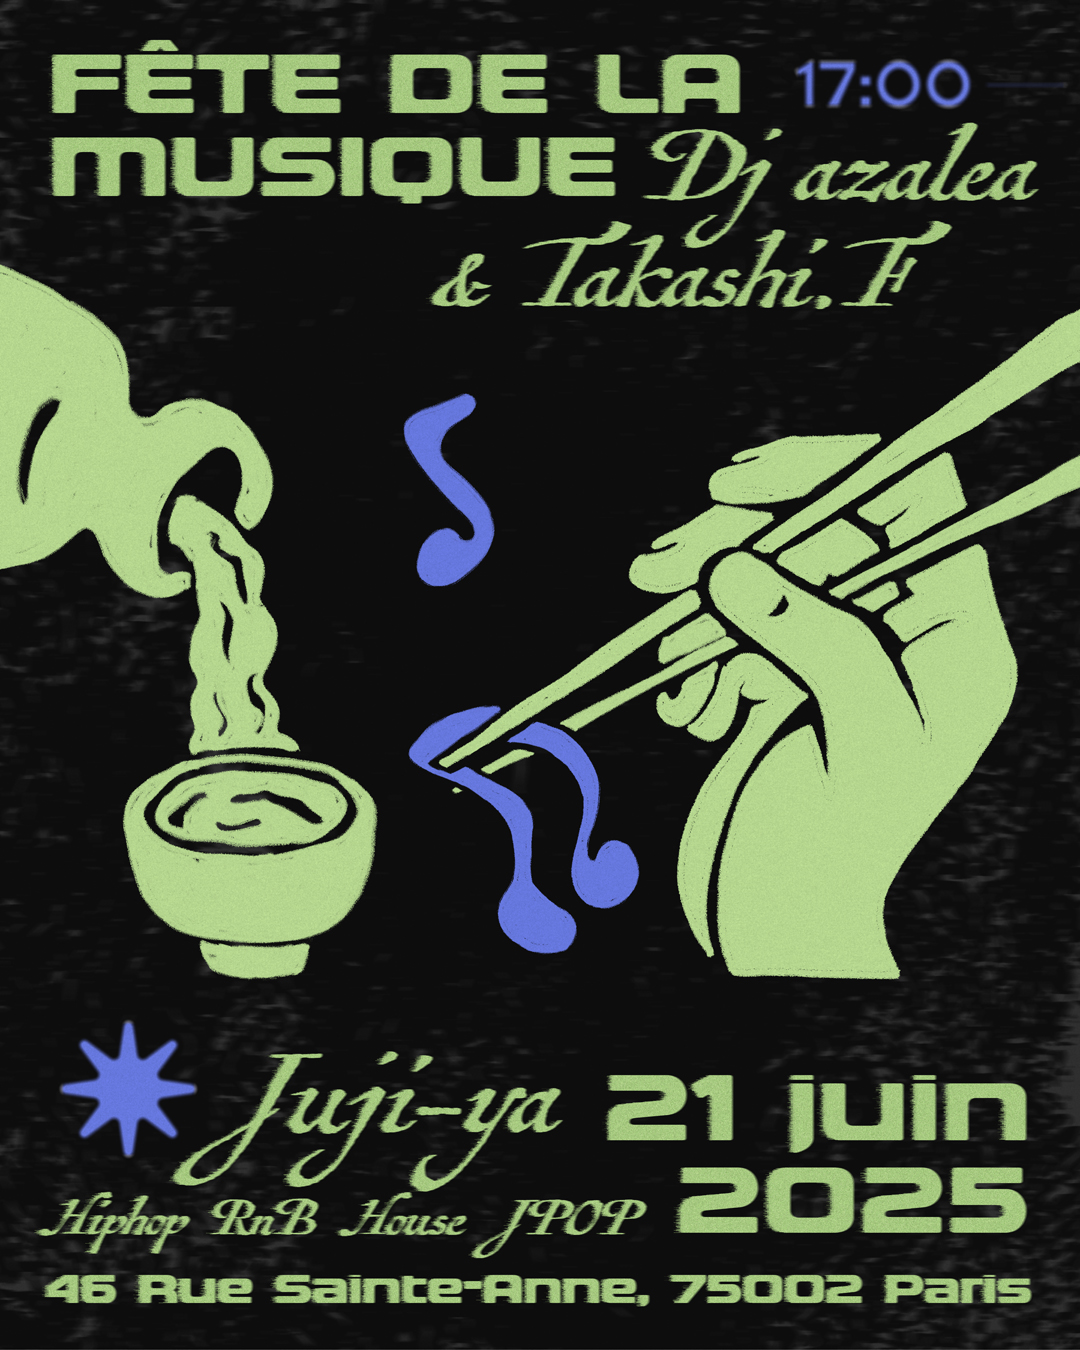 FÊTE DE LA
17:00
MUSIQUE Dj azalea
& Takashi.F
Juji-ya 21 juin
2025
Hiphop RnB House JPOP
46 Rue Sainte-Anne, 75002 Paris